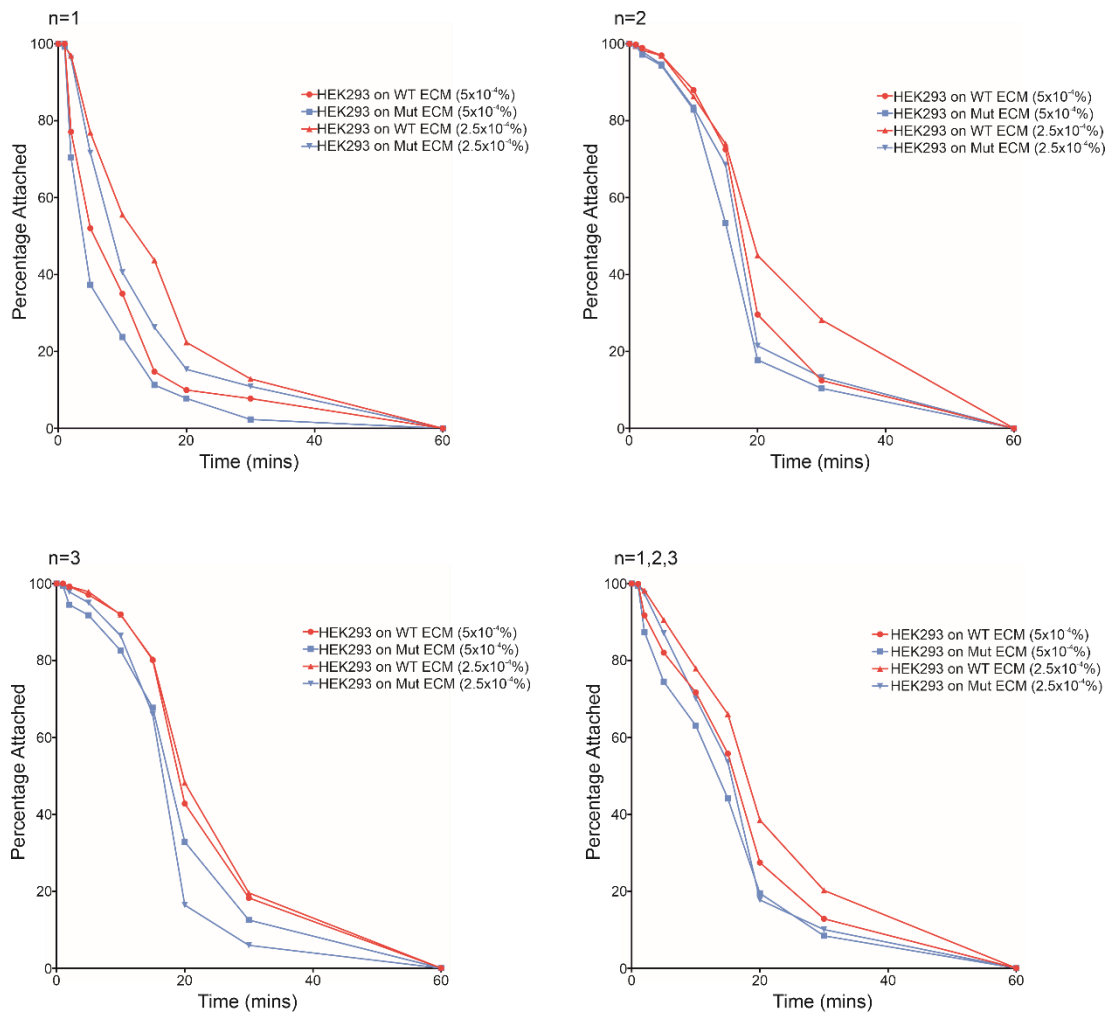 n=1
100
80
60
40
20
0
Percentage Attached
0 20 40 60
Time (mins)
HEK293 on WT ECM (5x10⁻⁴%)
HEK293 on Mut ECM (5x10⁻⁴%)
HEK293 on WT ECM (2.5x10⁻⁴%)
HEK293 on Mut ECM (2.5x10⁻⁴%)
n=2
100
80
60
40
20
0
Percentage Attached
0 20 40 60
Time (mins)
HEK293 on WT ECM (5x10⁻⁴%)
HEK293 on Mut ECM (5x10⁻⁴%)
HEK293 on WT ECM (2.5x10⁻⁴%)
HEK293 on Mut ECM (2.5x10⁻⁴%)
n=3
100
80
60
40
20
0
Percentage Attached
0 20 40 60
Time (mins)
HEK293 on WT ECM (5x10⁻⁴%)
HEK293 on Mut ECM (5x10⁻⁴%)
HEK293 on WT ECM (2.5x10⁻⁴%)
HEK293 on Mut ECM (2.5x10⁻⁴%)
n=1,2,3
100
80
60
40
20
0
Percentage Attached
0 20 40 60
Time (mins)
HEK293 on WT ECM (5x10⁻⁴%)
HEK293 on Mut ECM (5x10⁻⁴%)
HEK293 on WT ECM (2.5x10⁻⁴%)
HEK293 on Mut ECM (2.5x10⁻⁴%)